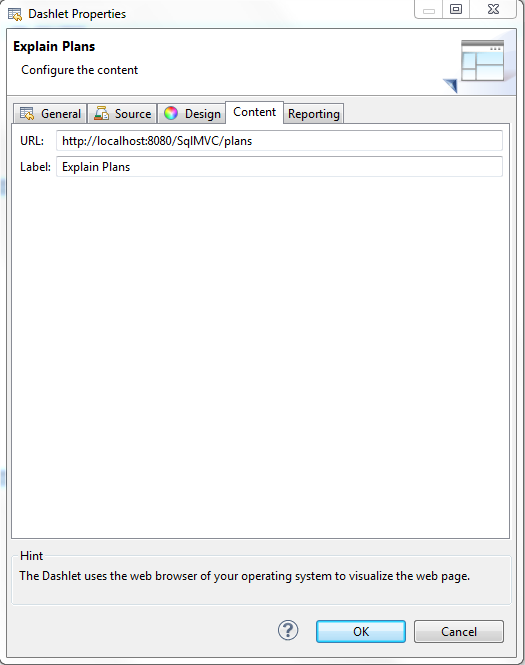 Dashlet Properties
Explain Plans
Configure the content
General Source Design Content Reporting
URL: http://localhost:8080/SqlMVC/plans
Label: Explain Plans
Hint
The Dashlet uses the web browser of your operating system to visualize the web page.
? OK Cancel